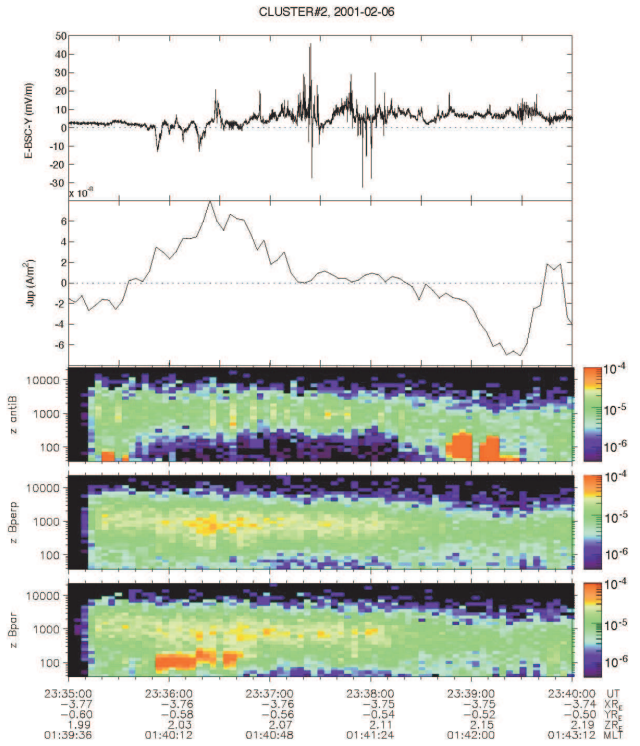 CLUSTER#2, 2001-02-06
50
40
30
20
10
0
-10
-20
-30
E-BSC-Y (mV/m)
x 10^-8
6
4
2
0
-2
-4
-6
Jup (A/m²)
10000
1000
100
z antiB
10^-4
10^-5
10^-6
10000
1000
100
z Bperp
10^-4
10^-5
10^-6
10000
1000
100
z Bpar
10^-4
10^-5
10^-6
23:35:00 23:36:00 23:37:00 23:38:00 23:39:00 23:40:00 UT
-3.77 -3.76 -3.76 -3.75 -3.75 -3.74 XR_E
-0.60 -0.58 -0.56 -0.54 -0.52 -0.50 YR_E
1.99 2.03 2.07 2.11 2.15 2.19 ZR_E
01:39:36 01:40:12 01:40:48 01:41:24 01:42:00 01:43:12 MLT